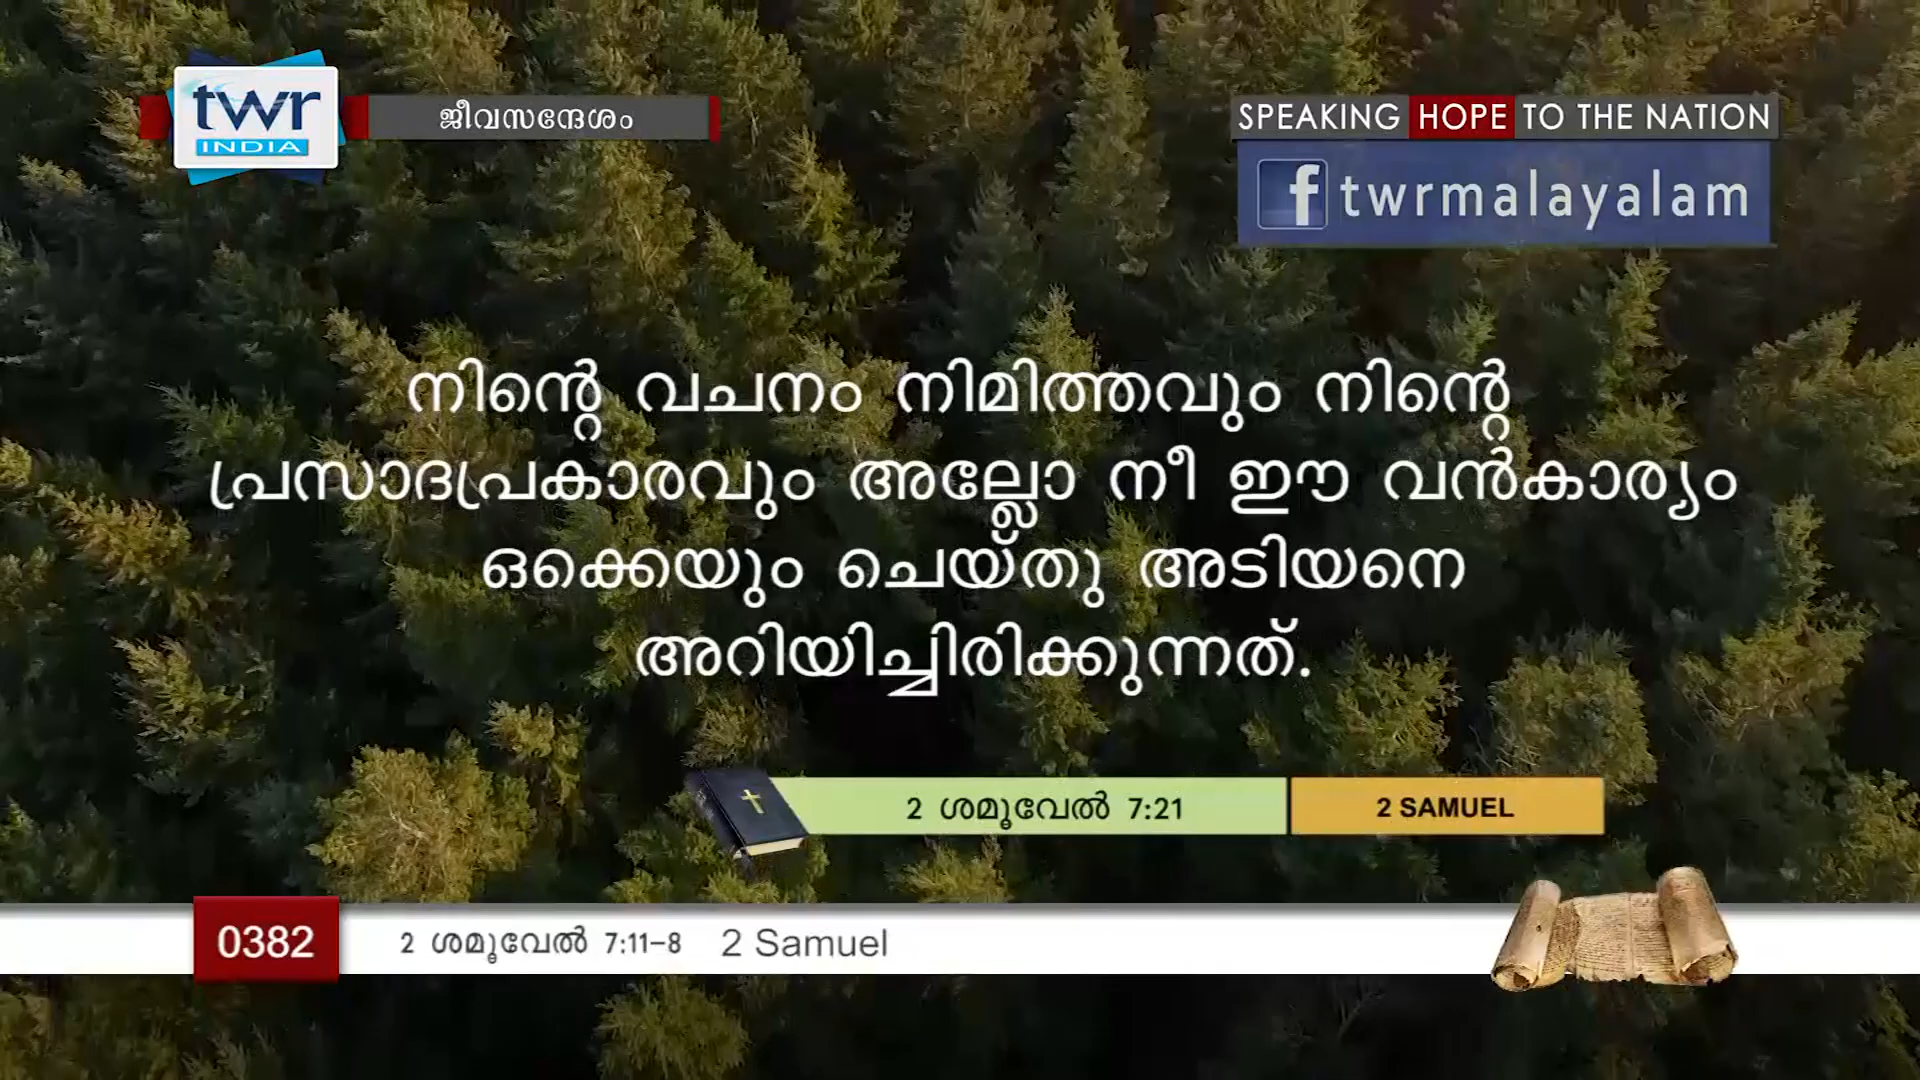 twr
INDIA
ജീവസന്ദേശം
SPEAKING HOPE TO THE NATION
f twrmalayalam
നിന്റെ വചനം നിമിത്തവും നിന്റെ
പ്രസാദപ്രകാരവും അല്ലോ നീ ഈ വൻകാര്യം
ഒക്കെയും ചെയ്തു അടിയനെ
അറിയിച്ചിരിക്കുന്നത്.
2 ശമൂവേൽ 7:21 2 SAMUEL
0382 2 ശമൂവേൽ 7:11-8 2 Samuel